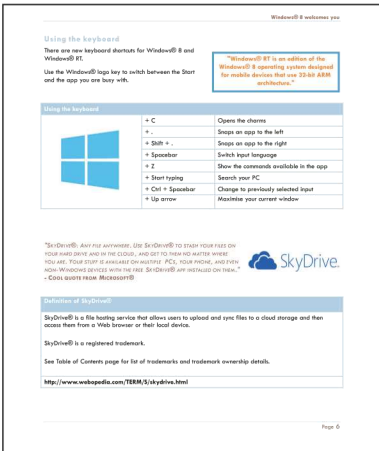 Windows® 8 welcomes you
Using the keyboard
There are new keyboard shortcuts for Windows® 8 and
Windows® RT.
Use the Windows® logo key to switch between the Start
and the app you are busy with.
"Windows® RT is an edition of the
Windows® 8 operating system designed
for mobile devices that use 32-bit ARM
architecture."
Using the keyboard
+ C Opens the charms
+ . Snaps an app to the left
+ Shift + . Snaps an app to the right
+ Spacebar Switch input language
+ Z Show the commands available in the app
+ Start typing Search your PC
+ Ctrl + Spacebar Change to previously selected input
+ Up arrow Maximise your current window
"SkyDrive®: Any file anywhere. Use SkyDrive® to stash your files on
your hard drive and in the cloud, and get to them no matter where
you are. Your stuff is available on multiple PCs, your phone, and even
non-Windows devices with the free SkyDrive® app installed on them."
- Cool quote from Microsoft®
SkyDrive
Definition of SkyDrive®
SkyDrive® is a file hosting service that allows users to upload and sync files to a cloud storage and then
access them from a Web browser or their local device.
SkyDrive® is a registered trademark.
See Table of Contents page for list of trademarks and trademark ownership details.
http://www.webopedia.com/TERM/S/skydrive.html
Page 6